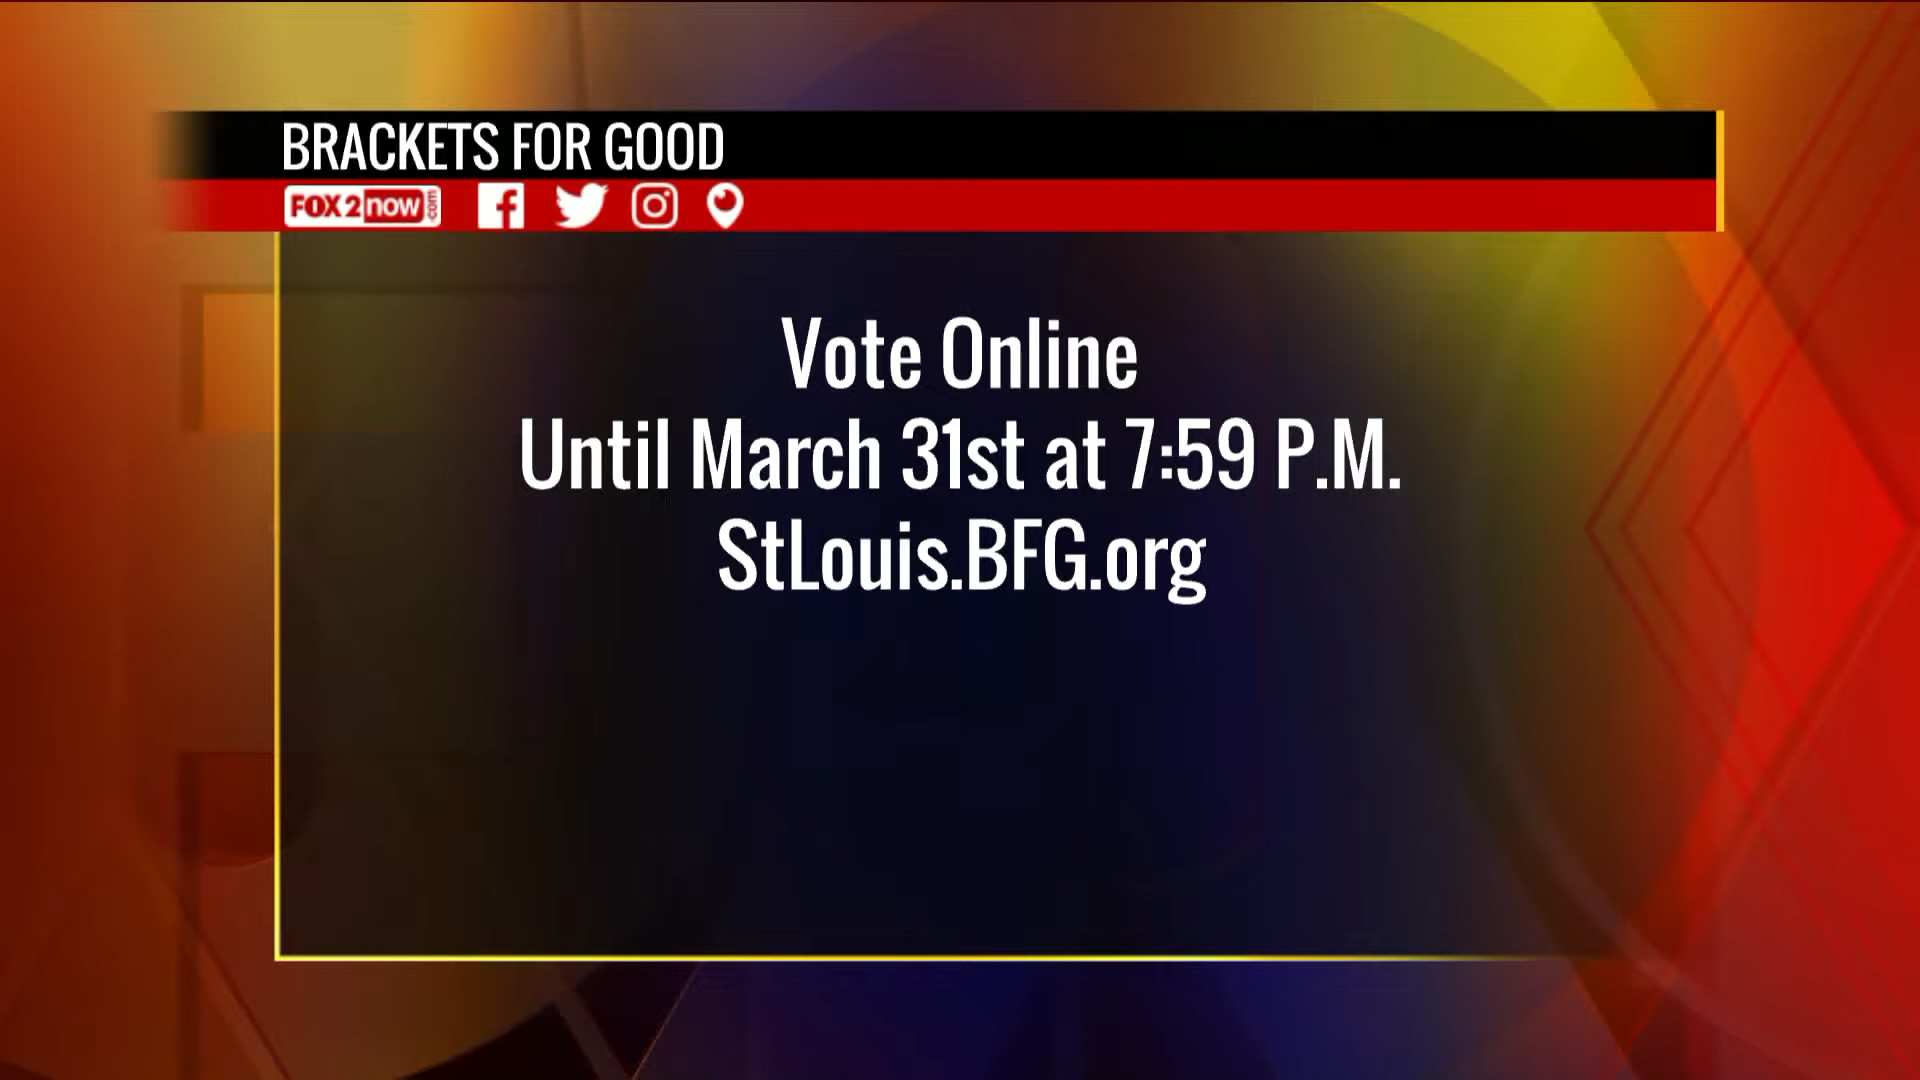 BRACKETS FOR GOOD
FOX2now.com
Vote Online
Until March 31st at 7:59 P.M.
StLouis.BFG.org